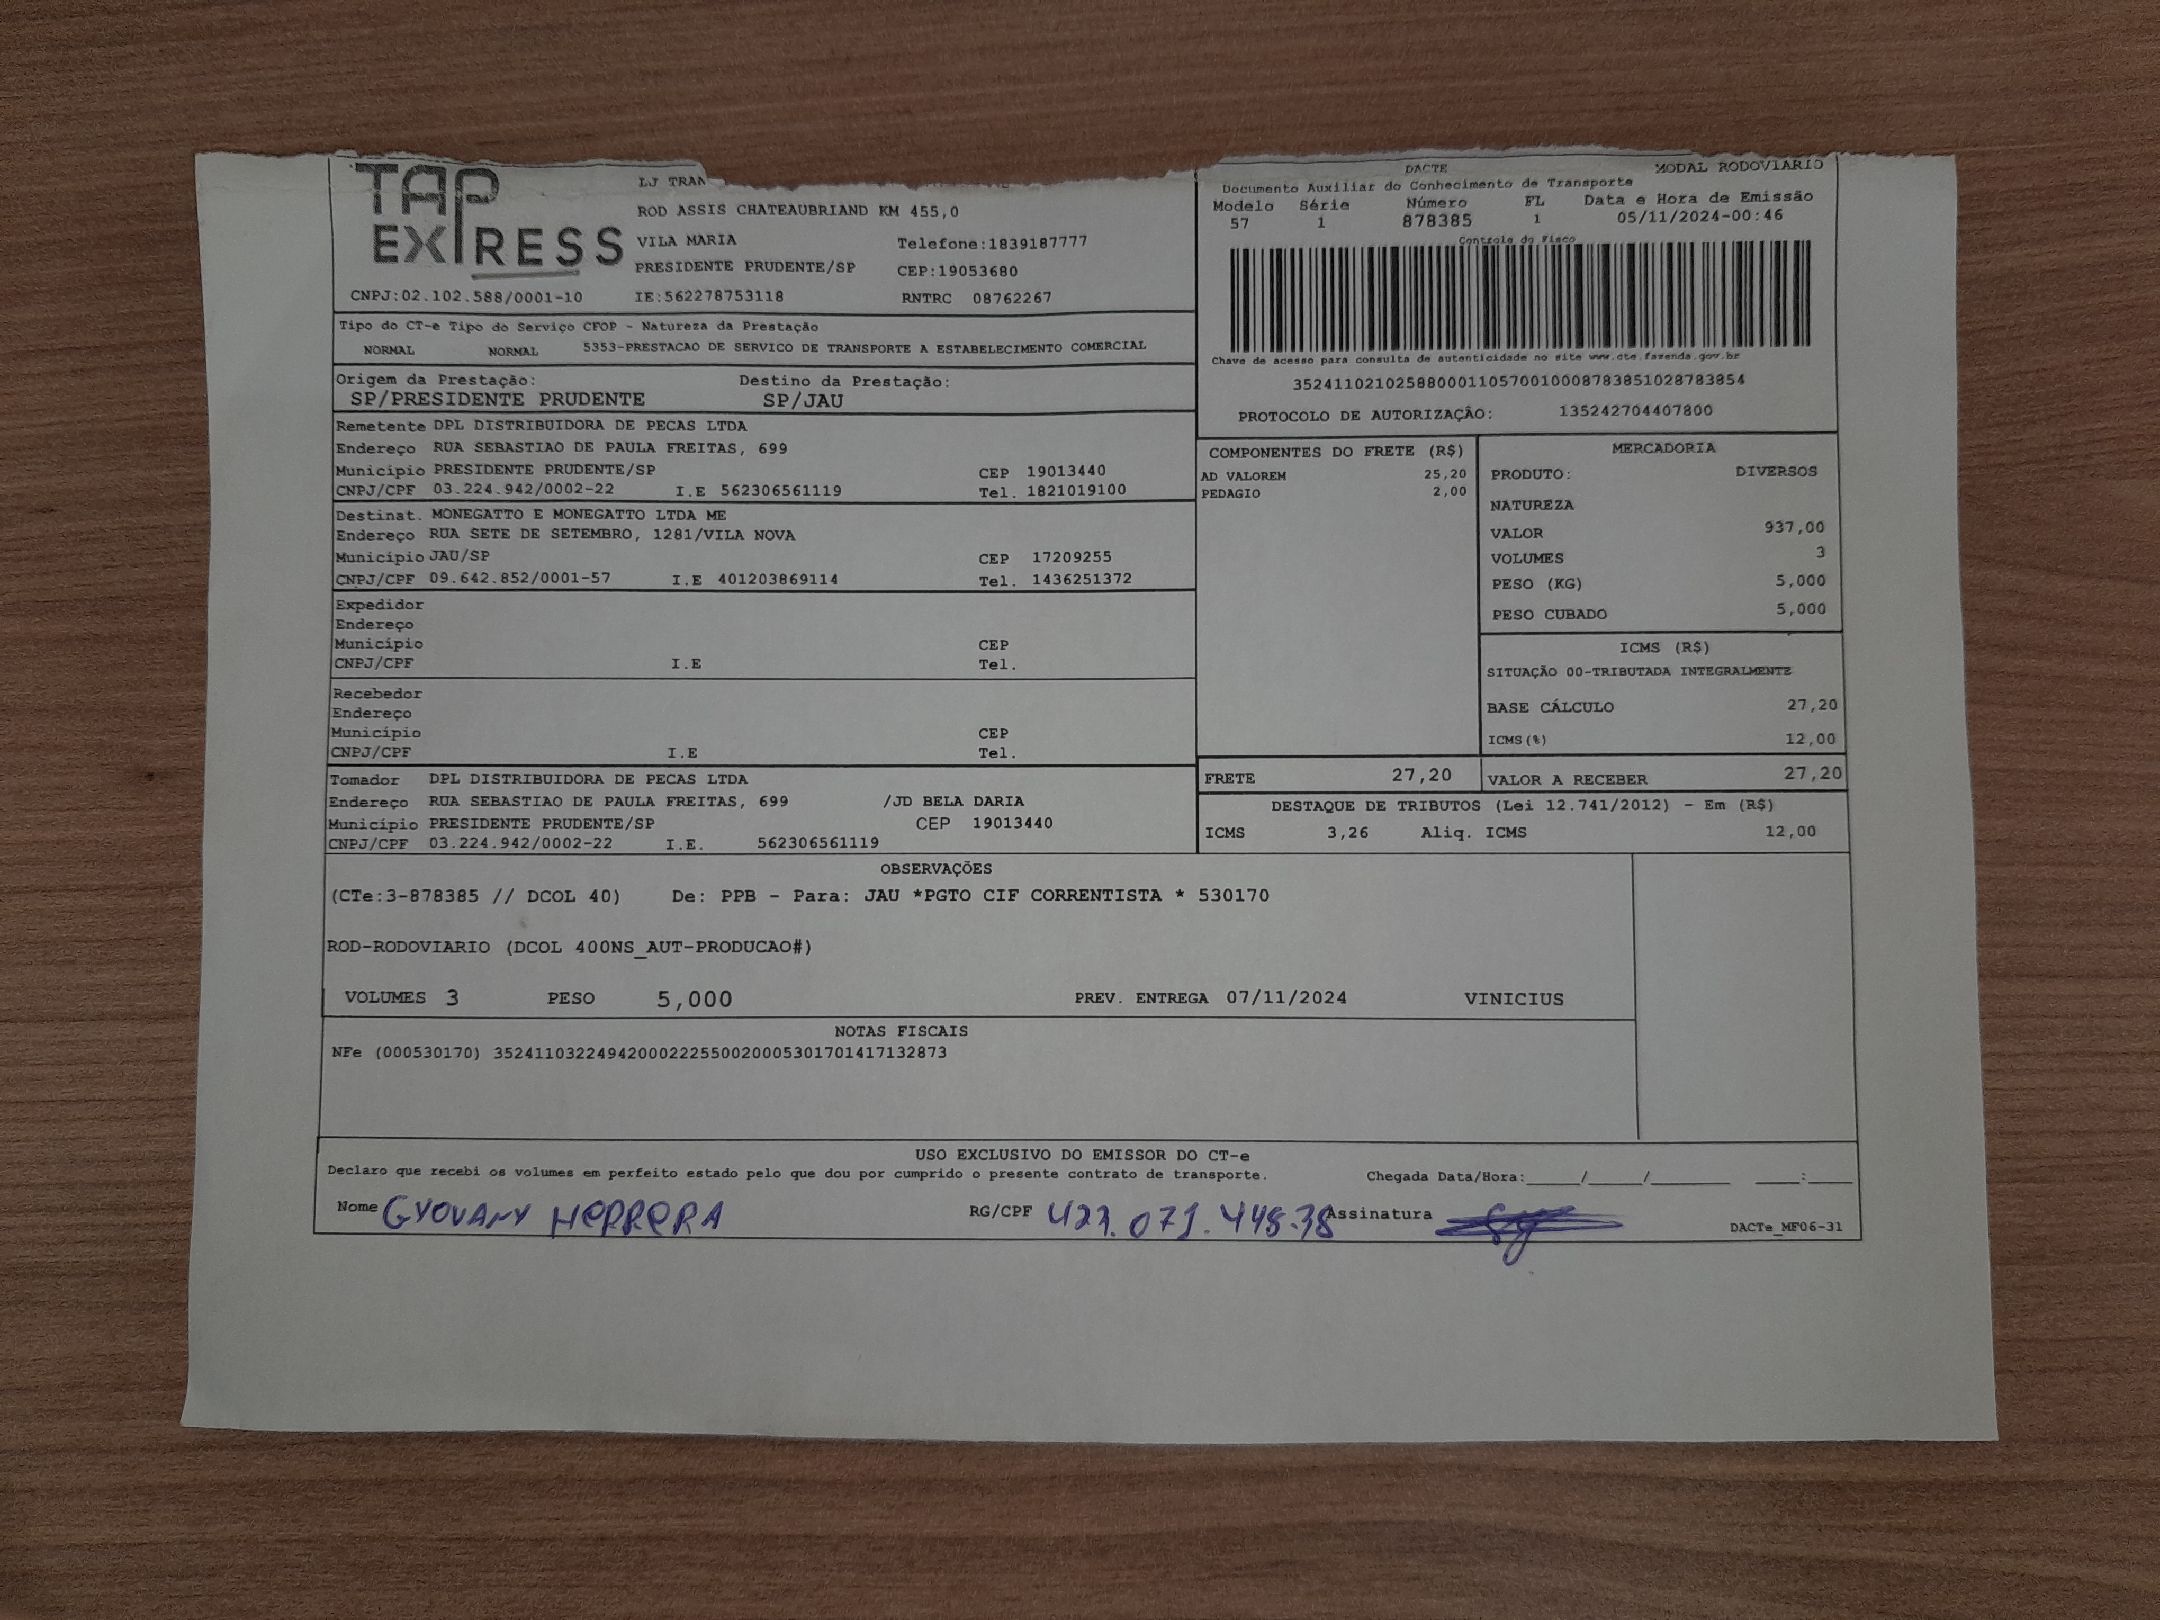 TAP
EXPRESS
LJ TRAN
ROD ASSIS CHATEAUBRIAND KM 455,0
VILA MARIA Telefone:1839187777
PRESIDENTE PRUDENTE/SP CEP:19053680
CNPJ:02.102.588/0001-10 IE:562278753118 RNTRC 08762267
DACTE MODAL RODOVIARIO
Documento Auxiliar do Conhecimento de Transporte
Modelo Série Número FL Data e Hora de Emissão
57 1 878385 1 05/11/2024-00:46
Controle do Fisco
Chave de acesso para consulta de autenticidade no site www.cte.fazenda.gov.br
35241102102588000110570010008783851028783854
PROTOCOLO DE AUTORIZAÇÃO: 135242704407800
Tipo do CT-e Tipo do Serviço CFOP - Natureza da Prestação
NORMAL NORMAL 5353-PRESTACAO DE SERVICO DE TRANSPORTE A ESTABELECIMENTO COMERCIAL
Origem da Prestação: Destino da Prestação:
SP/PRESIDENTE PRUDENTE SP/JAU
Remetente DPL DISTRIBUIDORA DE PECAS LTDA
Endereço RUA SEBASTIAO DE PAULA FREITAS, 699
Município PRESIDENTE PRUDENTE/SP CEP 19013440
CNPJ/CPF 03.224.942/0002-22 I.E 562306561119 Tel. 1821019100
Destinat. MONEGATTO E MONEGATTO LTDA ME
Endereço RUA SETE DE SETEMBRO, 1281/VILA NOVA
Município JAU/SP CEP 17209255
CNPJ/CPF 09.642.852/0001-57 I.E 401203869114 Tel. 1436251372
Expedidor
Endereço
Município CEP
CNPJ/CPF I.E Tel.
Recebedor
Endereço
Município CEP
CNPJ/CPF I.E Tel.
Tomador DPL DISTRIBUIDORA DE PECAS LTDA
Endereço RUA SEBASTIAO DE PAULA FREITAS, 699 /JD BELA DARIA
Município PRESIDENTE PRUDENTE/SP CEP 19013440
CNPJ/CPF 03.224.942/0002-22 I.E. 562306561119
COMPONENTES DO FRETE (R$)
AD VALOREM 25,20
PEDAGIO 2,00
MERCADORIA
PRODUTO: DIVERSOS
NATUREZA
VALOR 937,00
VOLUMES 3
PESO (KG) 5,000
PESO CUBADO 5,000
ICMS (R$)
SITUAÇÃO 00-TRIBUTADA INTEGRALMENTE
BASE CÁLCULO 27,20
ICMS(%) 12,00
FRETE 27,20 VALOR A RECEBER 27,20
DESTAQUE DE TRIBUTOS (Lei 12.741/2012) - Em (R$)
ICMS 3,26 Aliq. ICMS 12,00
OBSERVAÇÕES
(CTe:3-878385 // DCOL 40) De: PPB - Para: JAU *PGTO CIF CORRENTISTA * 530170
ROD-RODOVIARIO (DCOL 400NS_AUT-PRODUCAO#)
VOLUMES 3 PESO 5,000 PREV. ENTREGA 07/11/2024 VINICIUS
NOTAS FISCAIS
NFe (000530170) 35241103224942000222550020005301701417132873
USO EXCLUSIVO DO EMISSOR DO CT-e
Declaro que recebi os volumes em perfeito estado pelo que dou por cumprido o presente contrato de transporte. Chegada Data/Hora:_____/_____/_______ ____:____
Nome GYOVANY HERRERA RG/CPF 423.071.448-38 Assinatura DACTe_MF06-31